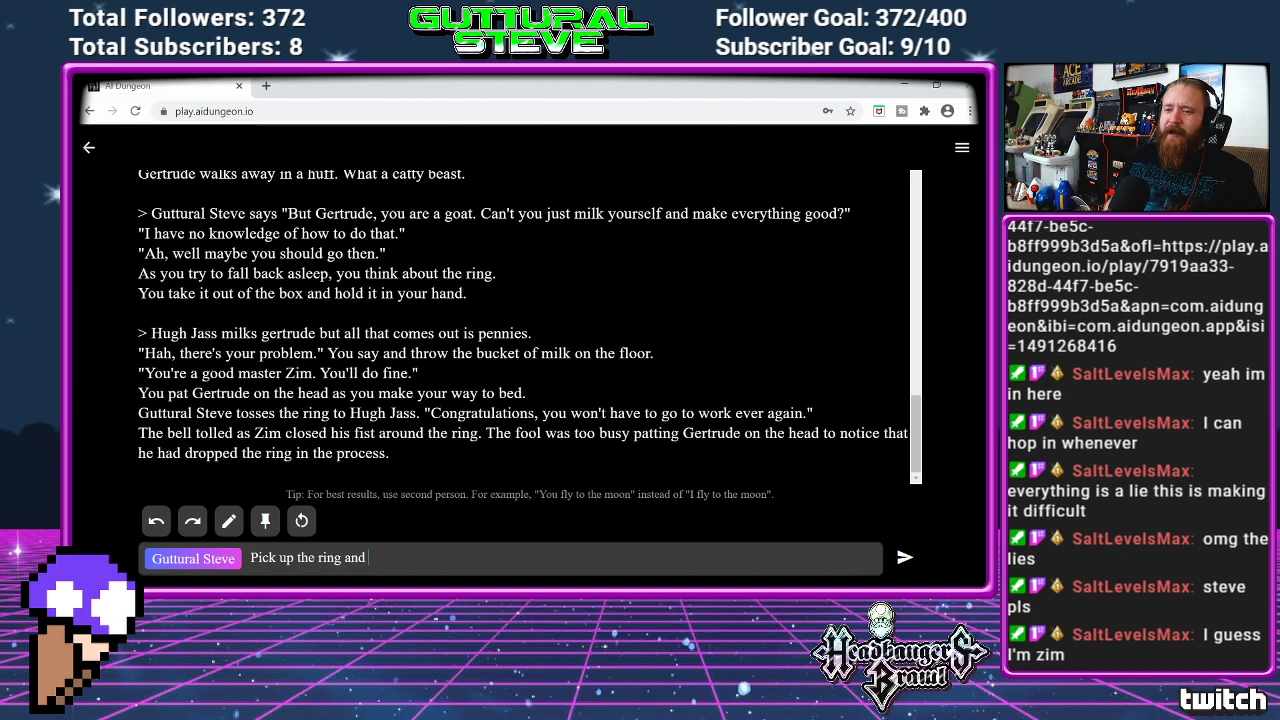 Total Followers: 372
Total Subscribers: 8
GUTTURAL
STEVE
Follower Goal: 372/400
Subscriber Goal: 9/10
AI Dungeon
play.aidungeon.io
Gertrude walks away in a huff. What a catty beast.
> Guttural Steve says "But Gertrude, you are a goat. Can't you just milk yourself and make everything good?"
"I have no knowledge of how to do that."
"Ah, well maybe you should go then."
As you try to fall back asleep, you think about the ring.
You take it out of the box and hold it in your hand.
> Hugh Jass milks gertrude but all that comes out is pennies.
"Hah, there's your problem." You say and throw the bucket of milk on the floor.
"You're a good master Zim. You'll do fine."
You pat Gertrude on the head as you make your way to bed.
Guttural Steve tosses the ring to Hugh Jass. "Congratulations, you won't have to go to work ever again."
The bell tolled as Zim closed his fist around the ring. The fool was too busy patting Gertrude on the head to notice that
he had dropped the ring in the process.
Tip: For best results, use second person. For example, "You fly to the moon" instead of "I fly to the moon".
Guttural Steve Pick up the ring and
ACE
ARCADE
44f7-be5c-
b8ff999b3d5a&ofl=https://play.a
idungeon.io/play/7919aa33-
828d-44f7-be5c-
b8ff999b3d5a&apn=com.aidung
eon&ibi=com.aidungeon.app&isi
=1491268416
SaltLevelsMax: yeah im
in here
SaltLevelsMax: I can
hop in whenever
SaltLevelsMax:
everything is a lie this is making
it difficult
SaltLevelsMax: omg the
lies
SaltLevelsMax: steve
pls
SaltLevelsMax: I guess
I'm zim
Headbangers
Brawl
twitch